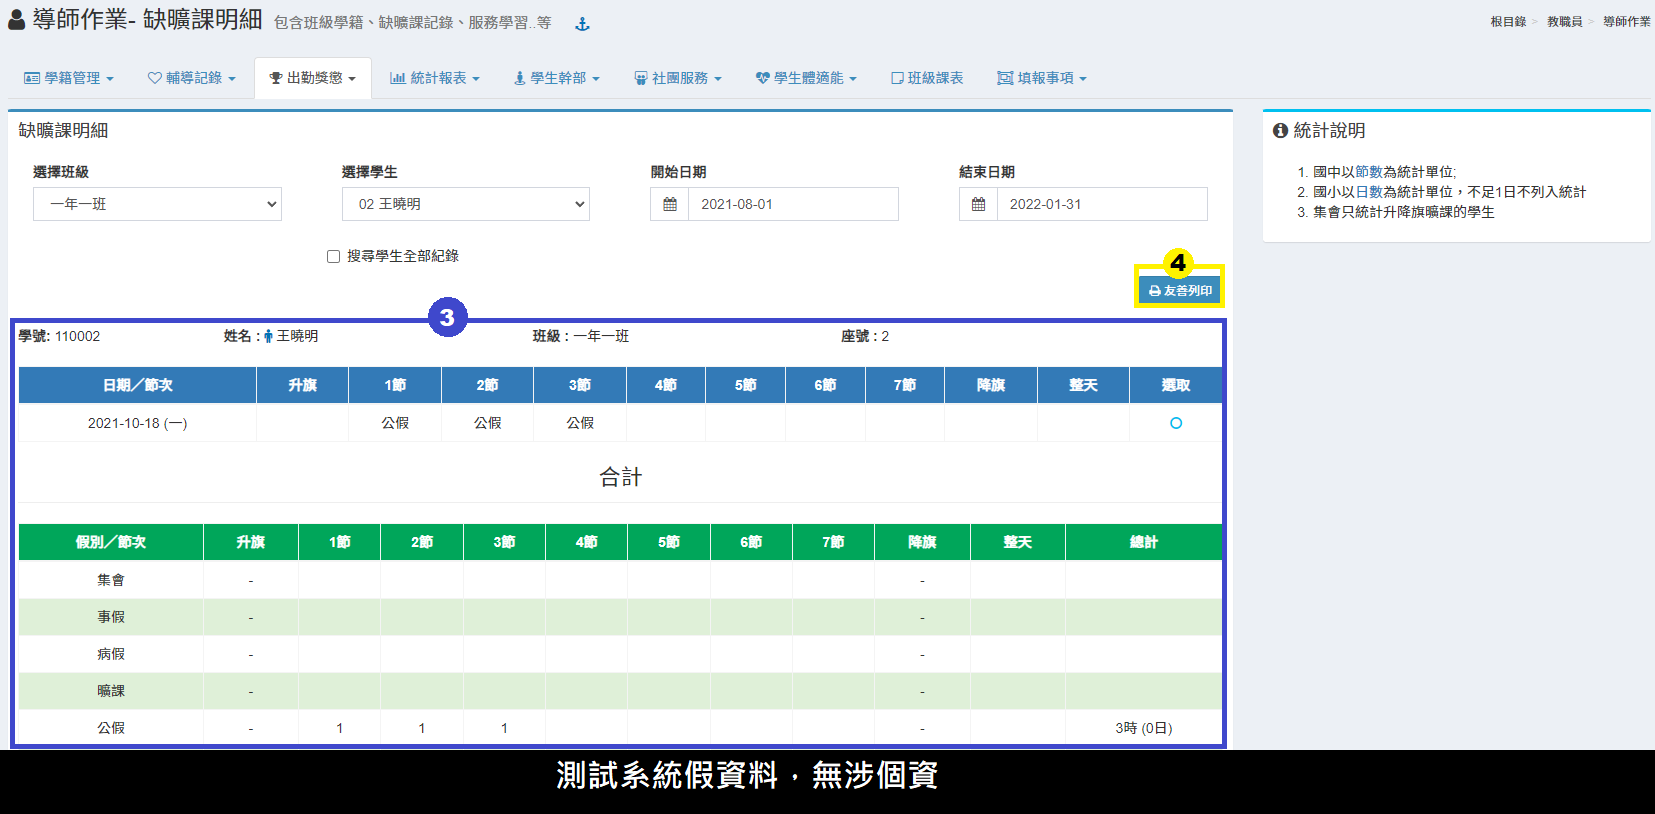 導師作業- 缺曠課明細 包含班級學籍、缺曠課記錄、服務學習..等
根目錄 > 教職員 > 導師作業
學籍管理 輔導記錄 出勤獎懲 統計報表 學生幹部 社團服務 學生體適能 班級課表 填報事項
缺曠課明細
選擇班級 選擇學生 開始日期 結束日期
一年一班 02 王曉明 2021-08-01 2022-01-31
搜尋學生全部紀錄
4
友善列印
統計說明
1. 國中以節數為統計單位;
2. 國小以日數為統計單位，不足1日不列入統計
3. 集會只統計升降旗曠課的學生
3
學號: 110002 姓名 : 王曉明 班級 : 一年一班 座號 : 2
日期／節次 升旗 1節 2節 3節 4節 5節 6節 7節 降旗 整天 選取
2021-10-18 (一) 公假 公假 公假
合計
假別／節次 升旗 1節 2節 3節 4節 5節 6節 7節 降旗 整天 總計
集會 - -
事假 - -
病假 - -
曠課 - -
公假 - 1 1 1 - 3時 (0日)
測試系統假資料，無涉個資